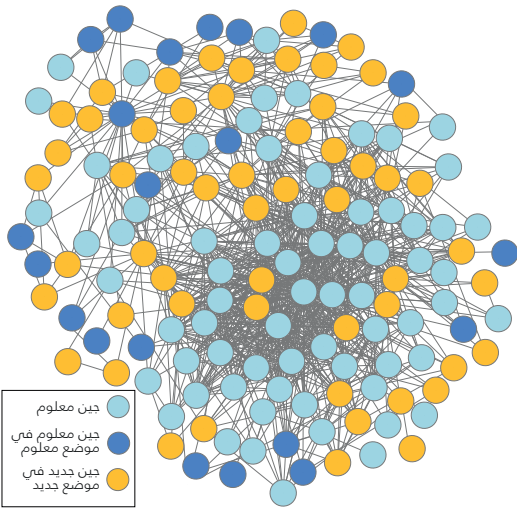 جين معلوم
جين معلوم في
موضع معلوم
جين جديد في
موضع جديد